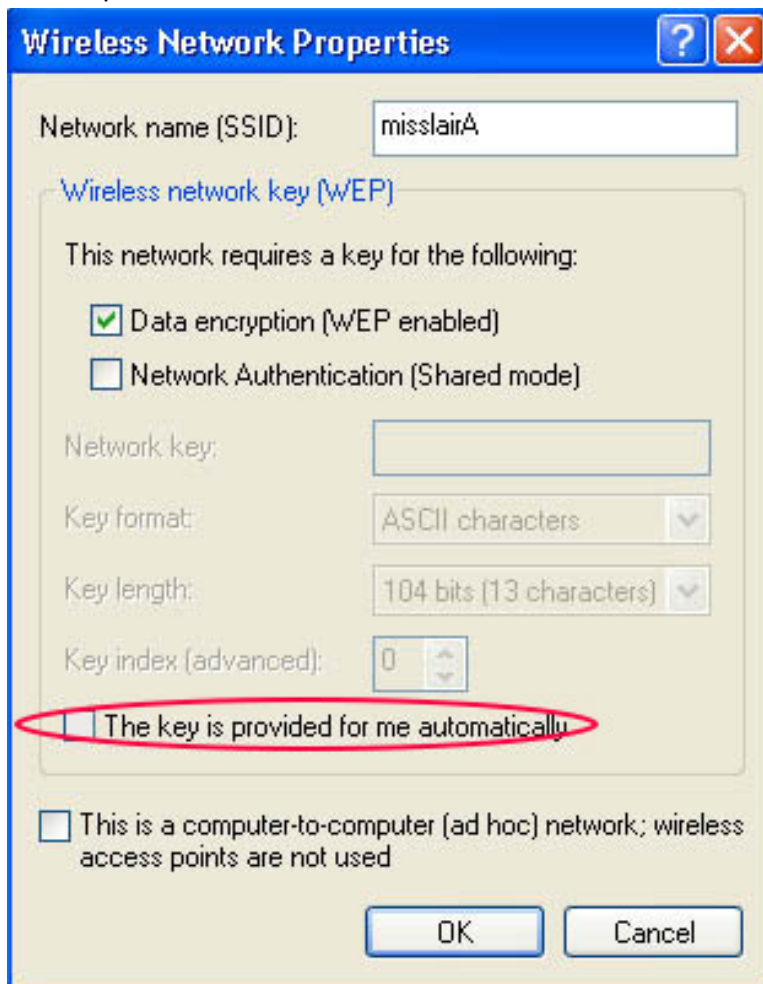 Wireless Network Properties
Network name (SSID): misslairA
Wireless network key (WEP)
This network requires a key for the following:
Data encryption (WEP enabled)
Network Authentication (Shared mode)
Network key:
Key format: ASCII characters
Key length: 104 bits (13 characters)
Key index (advanced): 0
The key is provided for me automatically
This is a computer-to-computer (ad hoc) network; wireless
access points are not used
OK Cancel